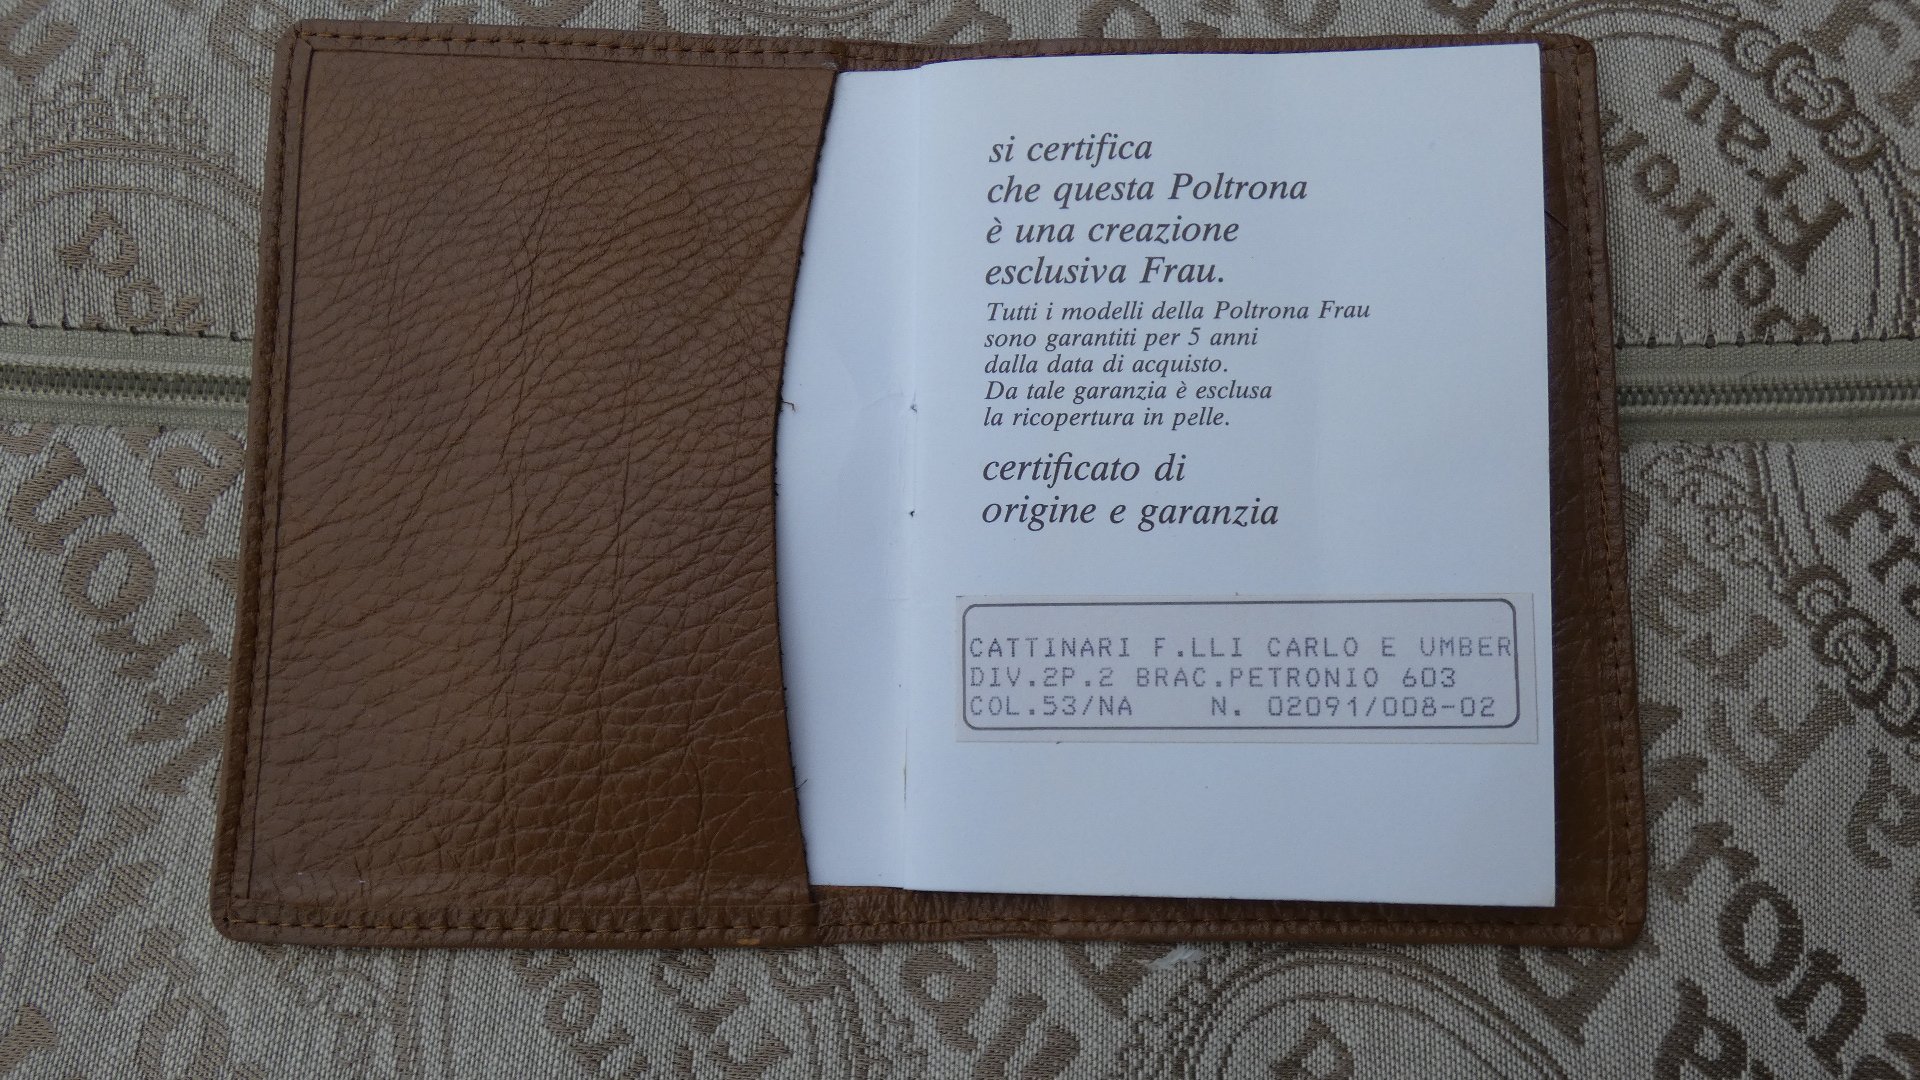 si certifica
che questa Poltrona
è una creazione
esclusiva Frau.
Tutti i modelli della Poltrona Frau
sono garantiti per 5 anni
dalla data di acquisto.
Da tale garanzia è esclusa
la ricopertura in pelle.
certificato di
origine e garanzia
CATTINARI F.LLI CARLO E UMBER
DIV.2P.2 BRAC.PETRONIO 603
COL.53/NA N. 02091/008-02
Poltrona
Frau